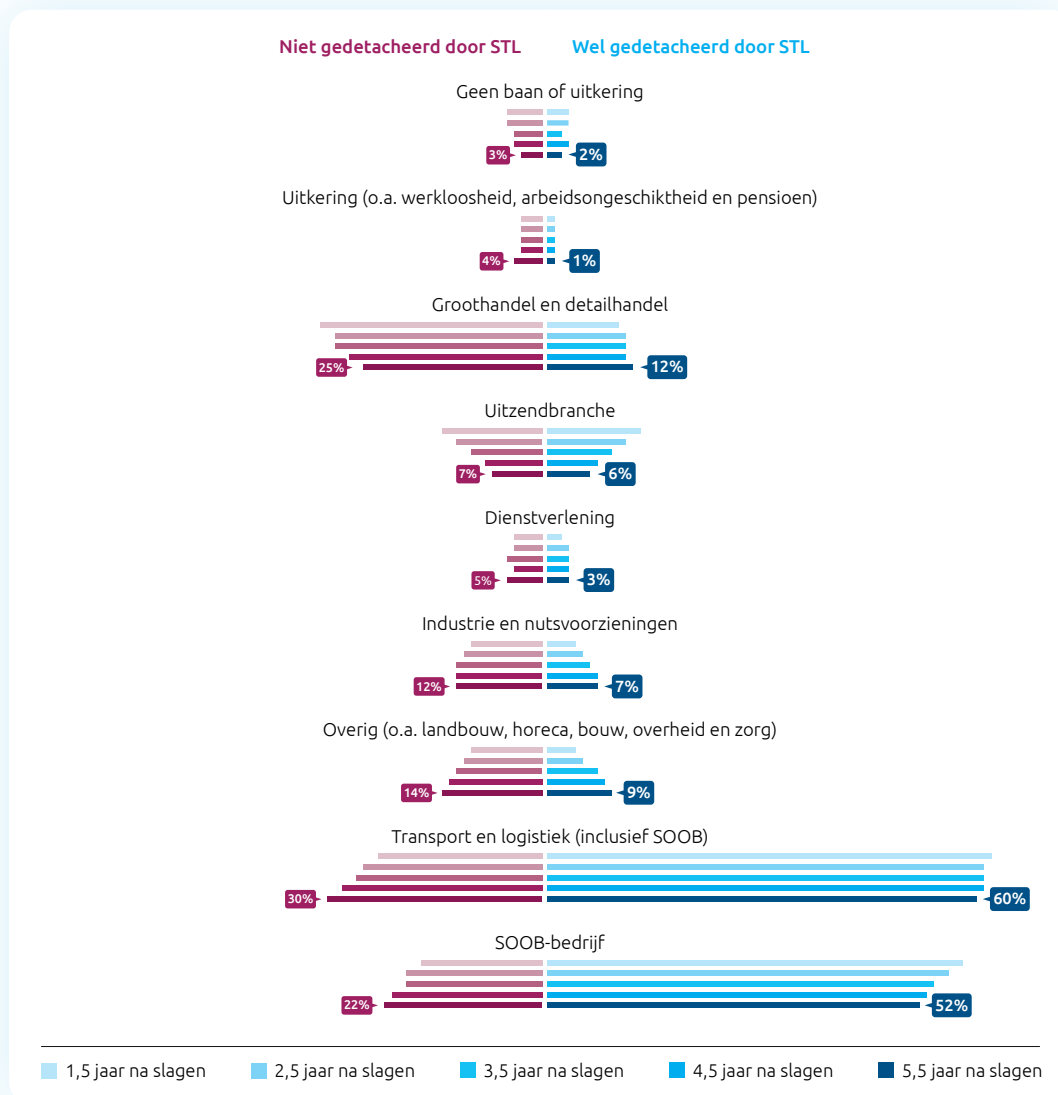 Niet gedetacheerd door STL Wel gedetacheerd door STL
Geen baan of uitkering
3% 2%
Uitkering (o.a. werkloosheid, arbeidsongeschiktheid en pensioen)
4% 1%
Groothandel en detailhandel
25% 12%
Uitzendbranche
7% 6%
Dienstverlening
5% 3%
Industrie en nutsvoorzieningen
12% 7%
Overig (o.a. landbouw, horeca, bouw, overheid en zorg)
14% 9%
Transport en logistiek (inclusief SOOB)
30% 60%
SOOB-bedrijf
22% 52%
1,5 jaar na slagen 2,5 jaar na slagen 3,5 jaar na slagen 4,5 jaar na slagen 5,5 jaar na slagen